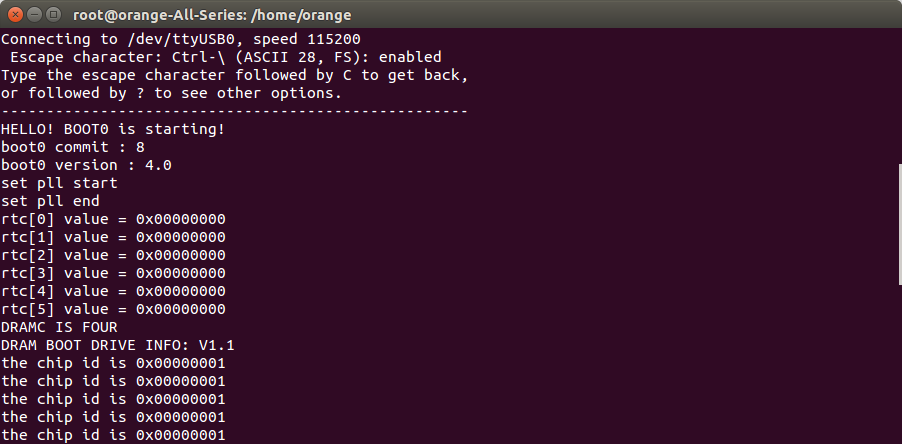 root@orange-All-Series: /home/orange
Connecting to /dev/ttyUSB0, speed 115200
 Escape character: Ctrl-\ (ASCII 28, FS): enabled
Type the escape character followed by C to get back,
or followed by ? to see other options.
----------------------------------------------------
HELLO! BOOT0 is starting!
boot0 commit : 8
boot0 version : 4.0
set pll start
set pll end
rtc[0] value = 0x00000000
rtc[1] value = 0x00000000
rtc[2] value = 0x00000000
rtc[3] value = 0x00000000
rtc[4] value = 0x00000000
rtc[5] value = 0x00000000
DRAMC IS FOUR
DRAM BOOT DRIVE INFO: V1.1
the chip id is 0x00000001
the chip id is 0x00000001
the chip id is 0x00000001
the chip id is 0x00000001
the chip id is 0x00000001